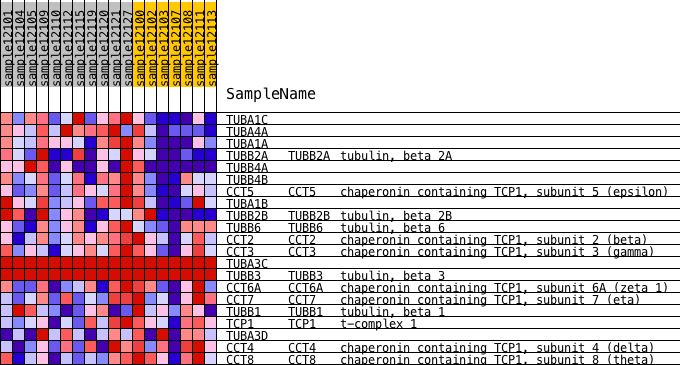 sample12101 sample12104 sample12105 sample12109 sample12110 sample12112 sample12115 sample12119 sample12120 sample12121 sample12127 sample12100 sample12102 sample12103 sample12107 sample12108 sample12111 sample12113
SampleName
TUBA1C
TUBA4A
TUBA1A
TUBB2A TUBB2A tubulin, beta 2A
TUBB4A
TUBB4B
CCT5 CCT5 chaperonin containing TCP1, subunit 5 (epsilon)
TUBA1B
TUBB2B TUBB2B tubulin, beta 2B
TUBB6 TUBB6 tubulin, beta 6
CCT2 CCT2 chaperonin containing TCP1, subunit 2 (beta)
CCT3 CCT3 chaperonin containing TCP1, subunit 3 (gamma)
TUBA3C
TUBB3 TUBB3 tubulin, beta 3
CCT6A CCT6A chaperonin containing TCP1, subunit 6A (zeta 1)
CCT7 CCT7 chaperonin containing TCP1, subunit 7 (eta)
TUBB1 TUBB1 tubulin, beta 1
TCP1 TCP1 t-complex 1
TUBA3D
CCT4 CCT4 chaperonin containing TCP1, subunit 4 (delta)
CCT8 CCT8 chaperonin containing TCP1, subunit 8 (theta)